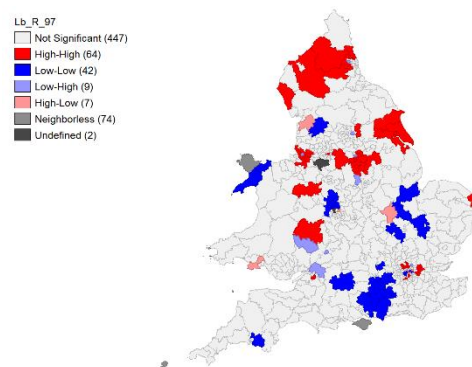 Lb_R_97
Not Significant (447)
High-High (64)
Low-Low (42)
Low-High (9)
High-Low (7)
Neighborless (74)
Undefined (2)